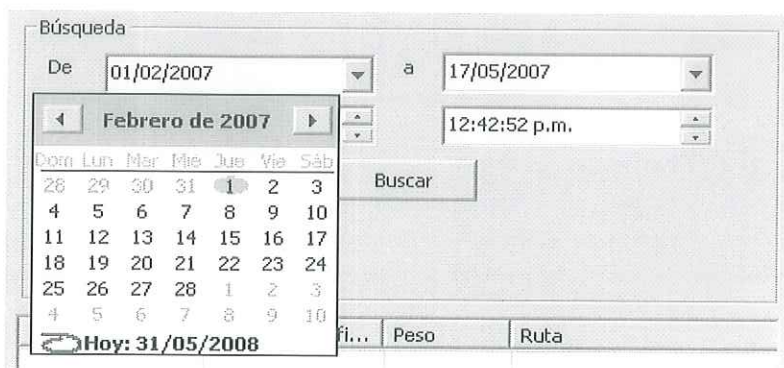 Búsqueda
De 01/02/2007 a 17/05/2007
Febrero de 2007
12:42:52 p.m.
Dom Lun Mar Mie Jue Vie Sáb
28 29 30 31 1 2 3
Buscar
4 5 6 7 8 9 10
11 12 13 14 15 16 17
18 19 20 21 22 23 24
25 26 27 28 1 2 3
4 5 6 7 8 9 10
fi... Peso Ruta
Hoy: 31/05/2008